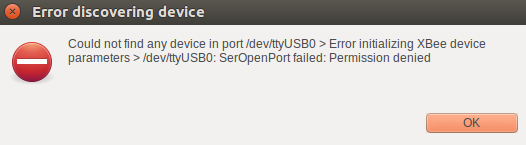 Error discovering device
Could not find any device in port /dev/ttyUSB0 > Error initializing XBee device
parameters > /dev/ttyUSB0: SerOpenPort failed: Permission denied
OK